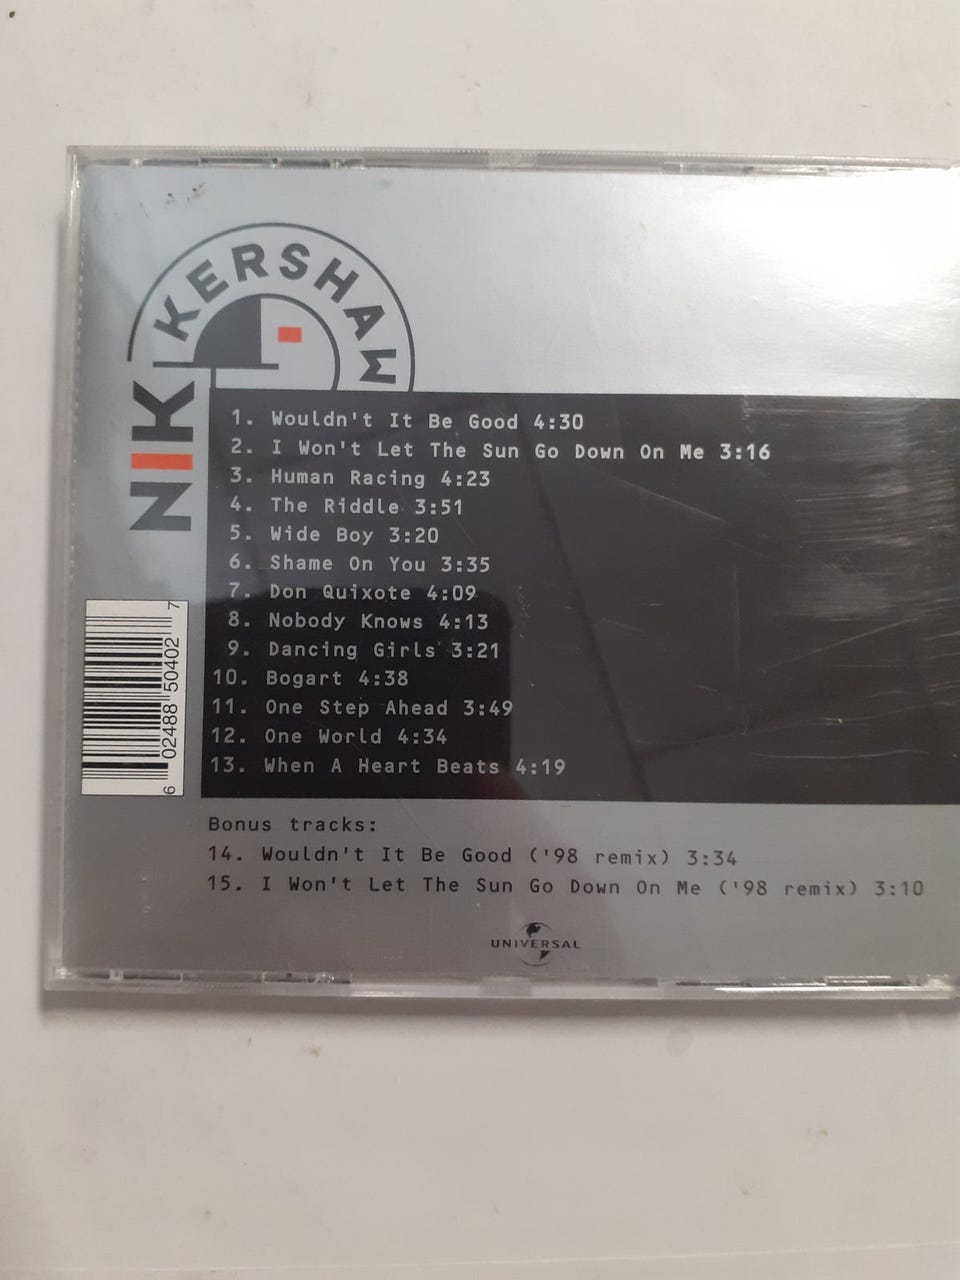 NIK KERSHAW
1. Wouldn't It Be Good 4:30
2. I Won't Let The Sun Go Down On Me 3:16
3. Human Racing 4:23
4. The Riddle 3:51
5. Wide Boy 3:20
6. Shame On You 3:35
7. Don Quixote 4:09
8. Nobody Knows 4:13
9. Dancing Girls 3:21
10. Bogart 4:38
11. One Step Ahead 3:49
12. One World 4:34
13. When A Heart Beats 4:19
6 02488 50402 7
Bonus tracks:
14. Wouldn't It Be Good ('98 remix) 3:34
15. I Won't Let The Sun Go Down On Me ('98 remix) 3:10
UNIVERSAL